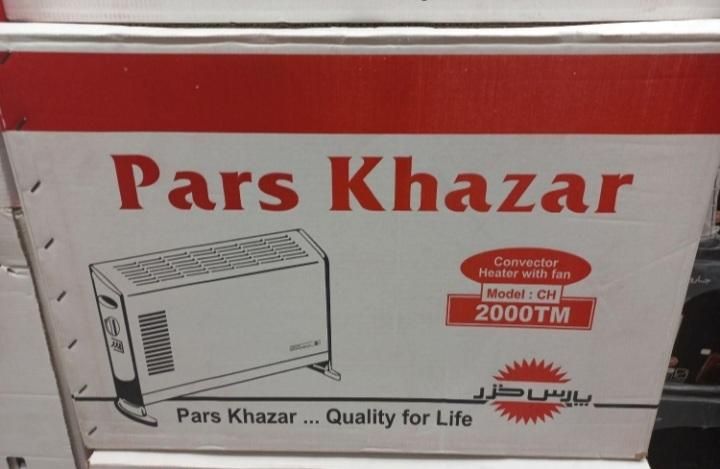 Pars Khazar
Convector
Heater with fan
Model : CH
2000TM
پارس خزر
Pars Khazar ... Quality for Life